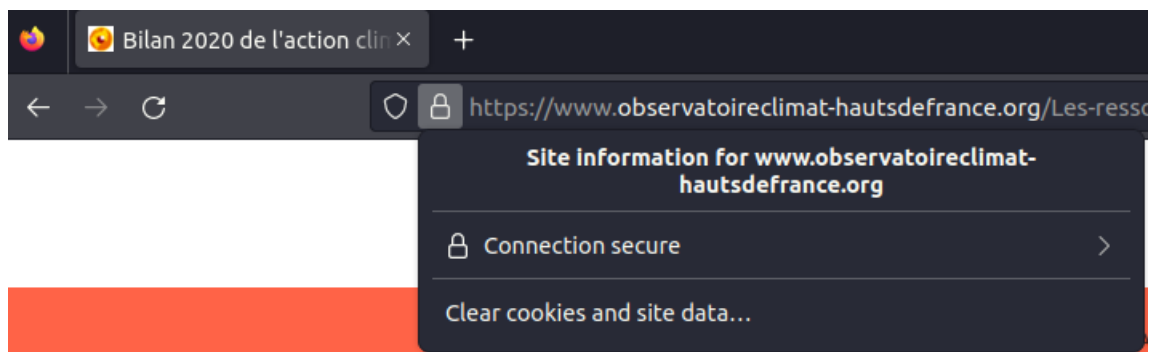 Bilan 2020 de l'action clin
https://www.observatoireclimat-hautsdefrance.org/Les-resso
Site information for www.observatoireclimat-
hautsdefrance.org
Connection secure
Clear cookies and site data…